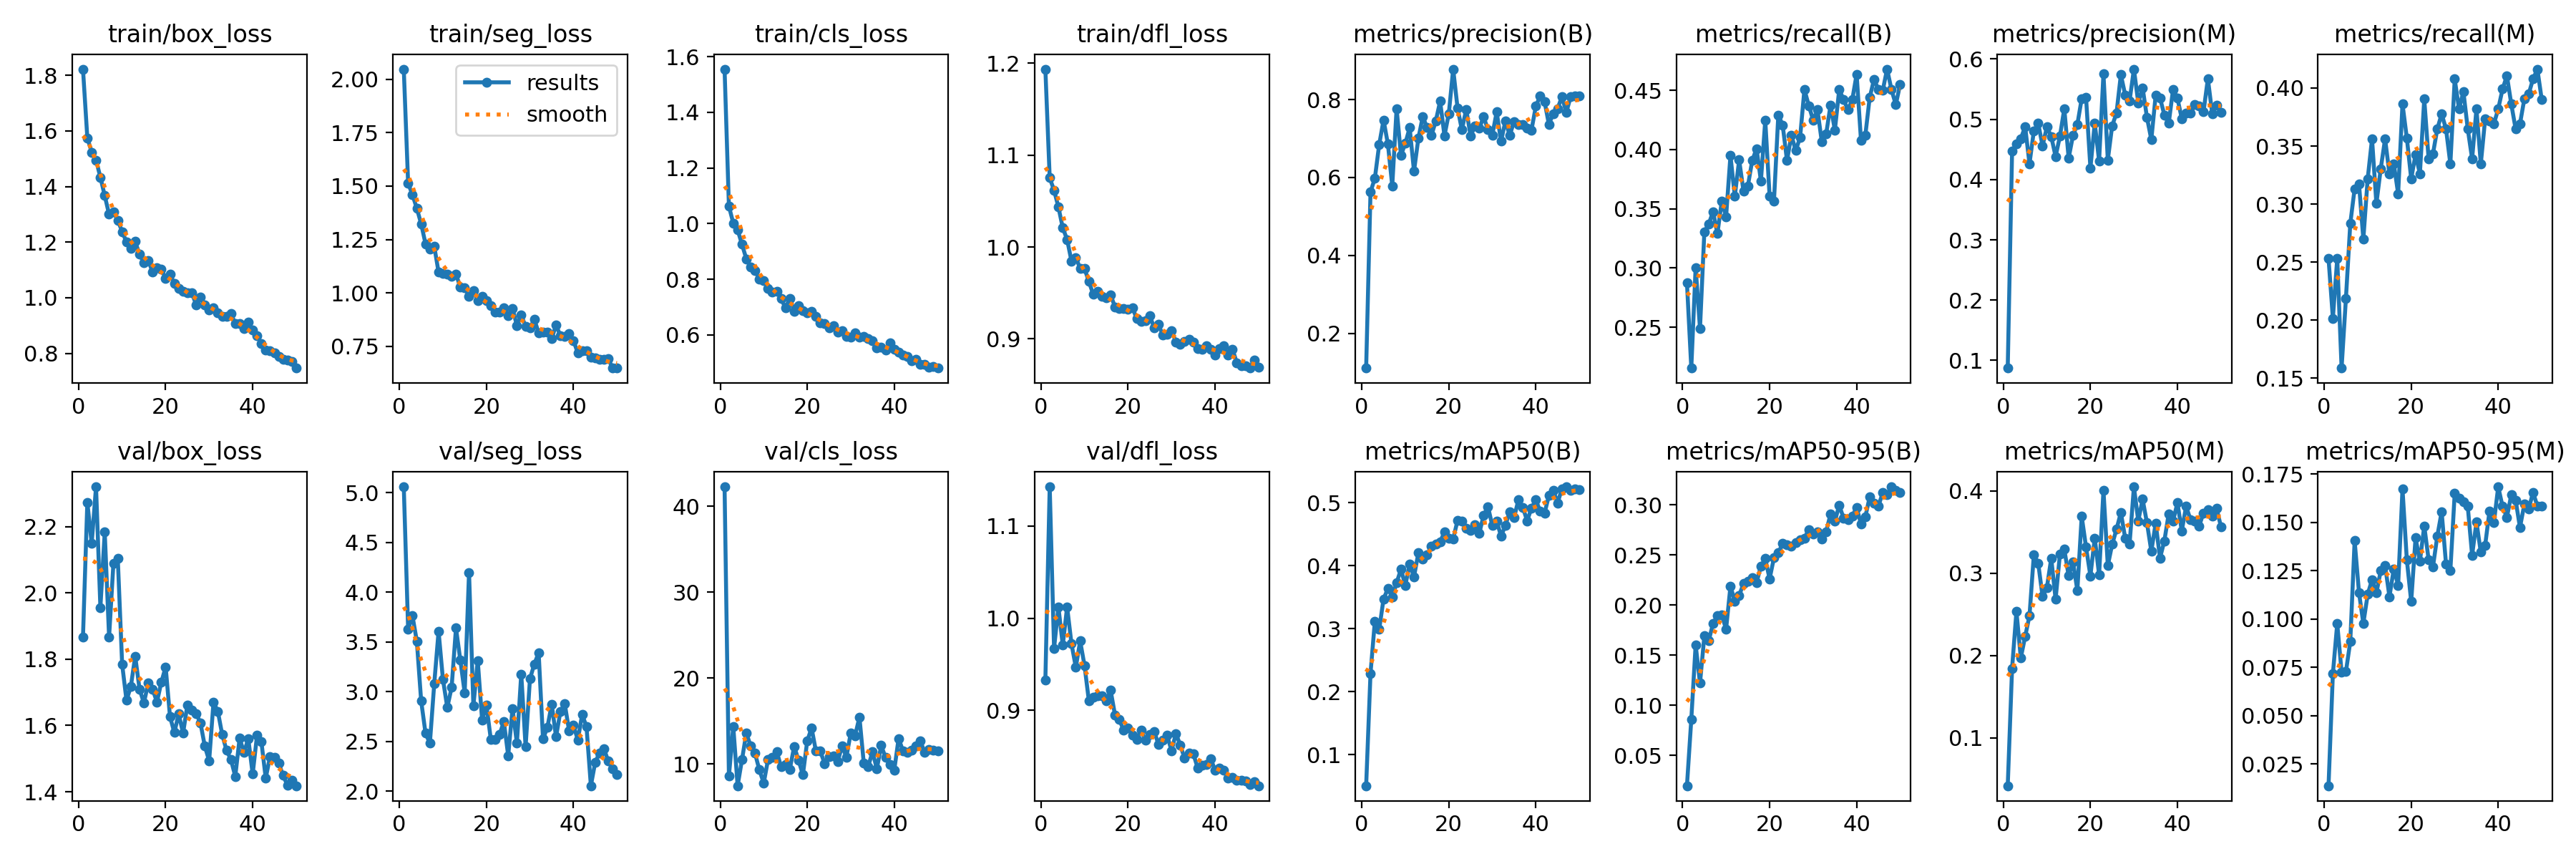 train/box_loss
1.8
1.6
1.4
1.2
1.0
0.8
0 20 40
train/seg_loss
results
smooth
2.00
1.75
1.50
1.25
1.00
0.75
0 20 40
train/cls_loss
1.6
1.4
1.2
1.0
0.8
0.6
0 20 40
train/dfl_loss
1.2
1.1
1.0
0.9
0 20 40
metrics/precision(B)
0.8
0.6
0.4
0.2
0 20 40
metrics/recall(B)
0.45
0.40
0.35
0.30
0.25
0 20 40
metrics/precision(M)
0.6
0.5
0.4
0.3
0.2
0.1
0 20 40
metrics/recall(M)
0.40
0.35
0.30
0.25
0.20
0.15
0 20 40
val/box_loss
2.2
2.0
1.8
1.6
1.4
0 20 40
val/seg_loss
5.0
4.5
4.0
3.5
3.0
2.5
2.0
0 20 40
val/cls_loss
40
30
20
10
0 20 40
val/dfl_loss
1.1
1.0
0.9
0 20 40
metrics/mAP50(B)
0.5
0.4
0.3
0.2
0.1
0 20 40
metrics/mAP50-95(B)
0.30
0.25
0.20
0.15
0.10
0.05
0 20 40
metrics/mAP50(M)
0.4
0.3
0.2
0.1
0 20 40
metrics/mAP50-95(M)
0.175
0.150
0.125
0.100
0.075
0.050
0.025
0 20 40